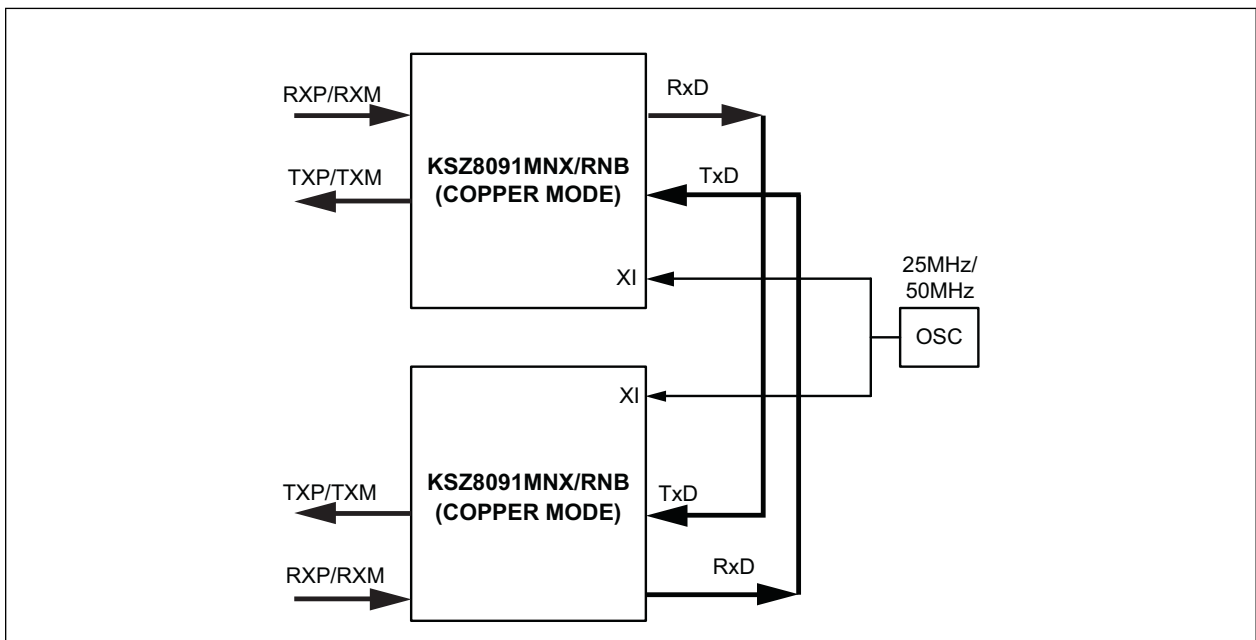 RXP/RXM
RxD
KSZ8091MNX/RNB
(COPPER MODE)
TXP/TXM
TxD
XI
25MHz/
50MHz
OSC
XI
KSZ8091MNX/RNB
(COPPER MODE)
TXP/TXM
TxD
RXP/RXM
RxD